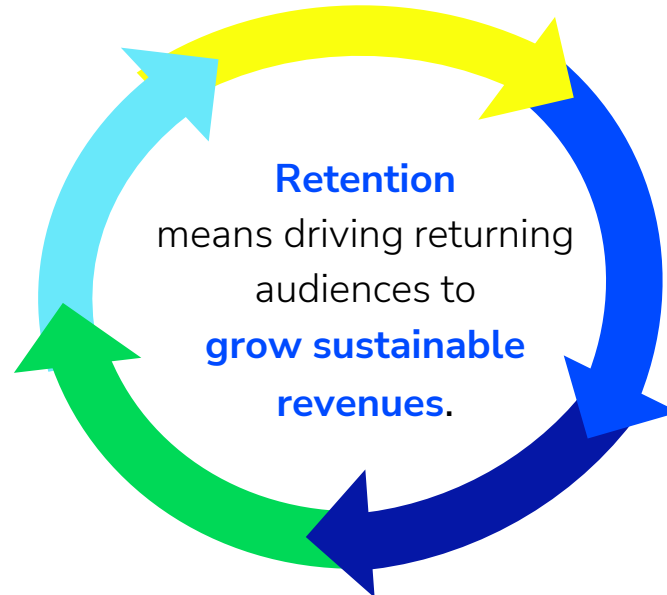 Retention
means driving returning
audiences to
grow sustainable
revenues.